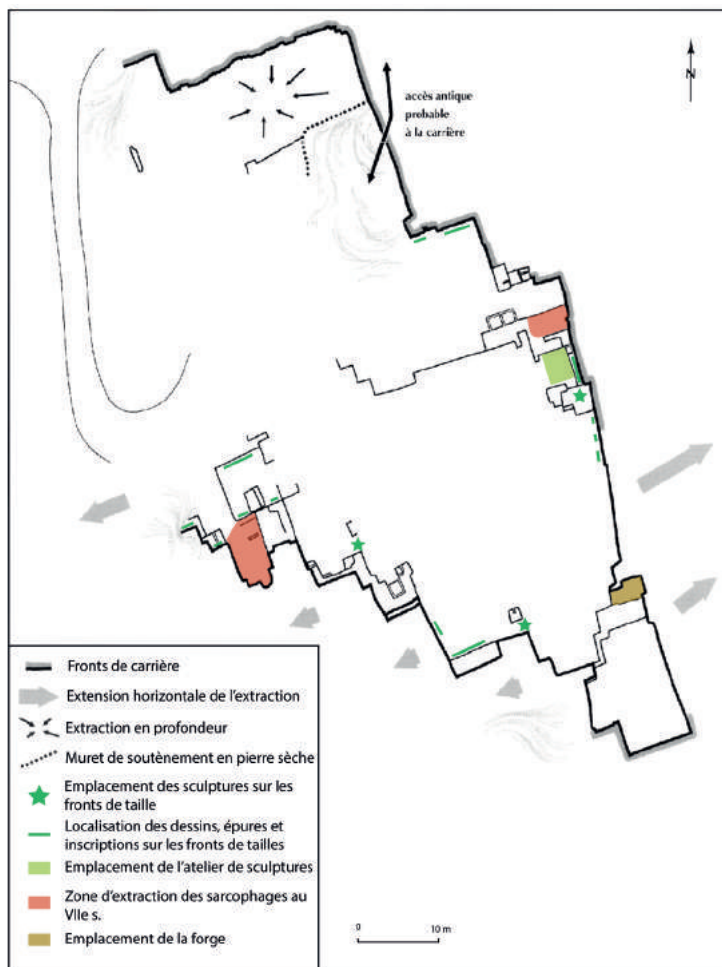 N
accès antique
probable
à la carrière
Fronts de carrière
Extension horizontale de l'extraction
Extraction en profondeur
Muret de soutènement en pierre sèche
Emplacement des sculptures sur les
fronts de taille
Localisation des dessins, épures et
inscriptions sur les fronts de tailles
Emplacement de l'atelier de sculptures
Zone d'extraction des sarcophages au
VIIe s.
Emplacement de la forge
0 10 m